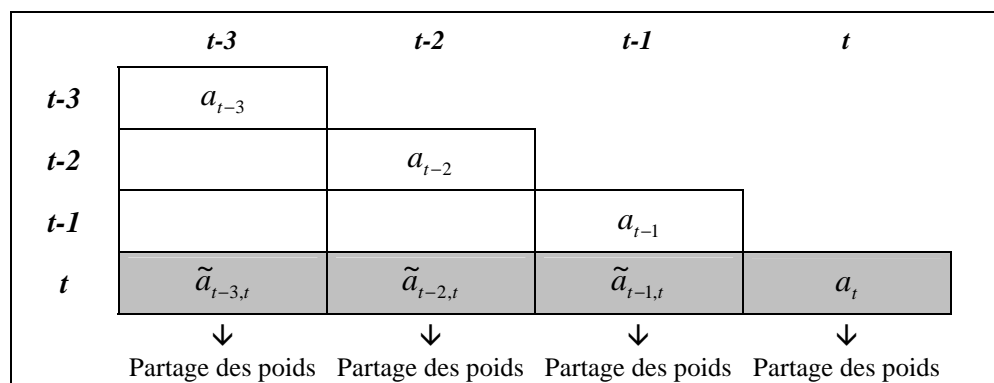 t-3 t-2 t-1 t
t-3 a_{t-3}
t-2 a_{t-2}
t-1 a_{t-1}
t ã_{t-3,t} ã_{t-2,t} ã_{t-1,t} a_t
↓ ↓ ↓ ↓
Partage des poids Partage des poids Partage des poids Partage des poids